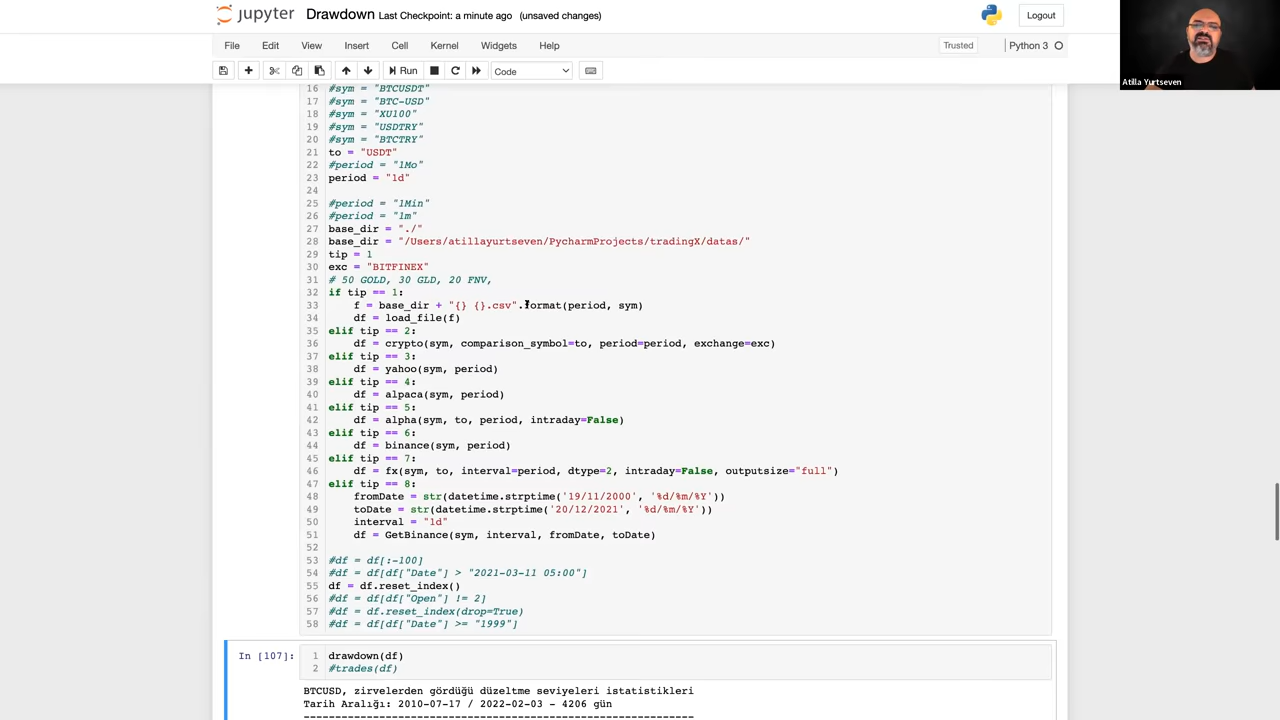 jupyter Drawdown Last Checkpoint: a minute ago (unsaved changes)
Logout
File Edit View Insert Cell Kernel Widgets Help
Trusted Python 3
Run Code
Atilla Yurtseven
16 #sym = "BTCUSDT"
17 #sym = "BTC-USD"
18 #sym = "XU100"
19 #sym = "USDTRY"
20 #sym = "BTCTRY"
21 to = "USDT"
22 #period = "1Mo"
23 period = "1d"
24
25 #period = "1Min"
26 #period = "1m"
27 base_dir = "./"
28 base_dir = "/Users/atillayurtseven/PycharmProjects/tradingX/datas/"
29 tip = 1
30 exc = "BITFINEX"
31 # 50 GOLD, 30 GLD, 20 FNV,
32 if tip == 1:
33 f = base_dir + "{} {}.csv".format(period, sym)
34 df = load_file(f)
35 elif tip == 2:
36 df = crypto(sym, comparison_symbol=to, period=period, exchange=exc)
37 elif tip == 3:
38 df = yahoo(sym, period)
39 elif tip == 4:
40 df = alpaca(sym, period)
41 elif tip == 5:
42 df = alpha(sym, to, period, intraday=False)
43 elif tip == 6:
44 df = binance(sym, period)
45 elif tip == 7:
46 df = fx(sym, to, interval=period, dtype=2, intraday=False, outputsize="full")
47 elif tip == 8:
48 fromDate = str(datetime.strptime('19/11/2000', '%d/%m/%Y'))
49 toDate = str(datetime.strptime('20/12/2021', '%d/%m/%Y'))
50 interval = "1d"
51 df = GetBinance(sym, interval, fromDate, toDate)
52
53 #df = df[:-100]
54 #df = df[df["Date"] > "2021-03-11 05:00"]
55 df = df.reset_index()
56 #df = df[df["Open"] != 2]
57 #df = df.reset_index(drop=True)
58 #df = df[df["Date"] >= "1999"]
In [107]: 1 drawdown(df)
2 #trades(df)
BTCUSD, zirvelerden gördüğü düzeltme seviyeleri istatistikleri
Tarih Aralığı: 2010-07-17 / 2022-02-03 - 4206 gün
--------------------------------------------------------------